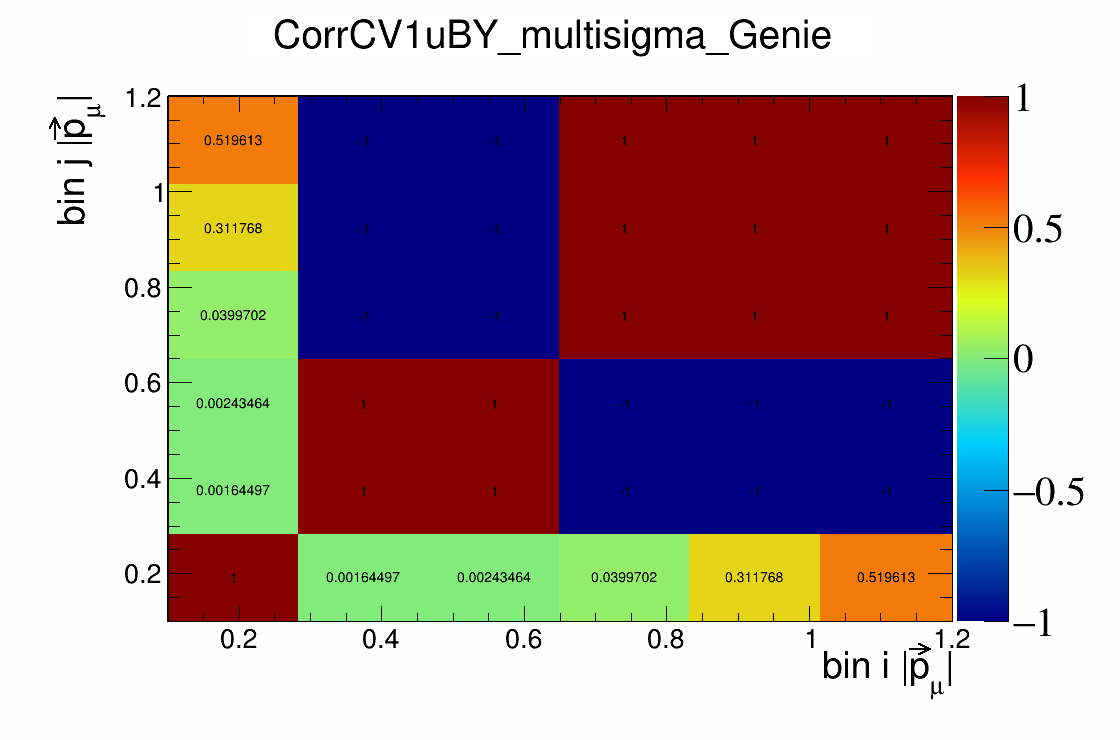 CorrCV1uBY_multisigma_Genie
bin j |p⃗μ|
1.2
1
0.8
0.6
0.4
0.2
0.519613 -1 -1 1 1 1
0.311768 -1 -1 1 1 1
0.0399702 -1 -1 1 1 1
0.00243464 1 1 -1 -1 -1
0.00164497 1 1 -1 -1 -1
1 0.00164497 0.00243464 0.0399702 0.311768 0.519613
0.2 0.4 0.6 0.8 1 1.2
bin i |p⃗μ|
1
0.5
0
−0.5
−1